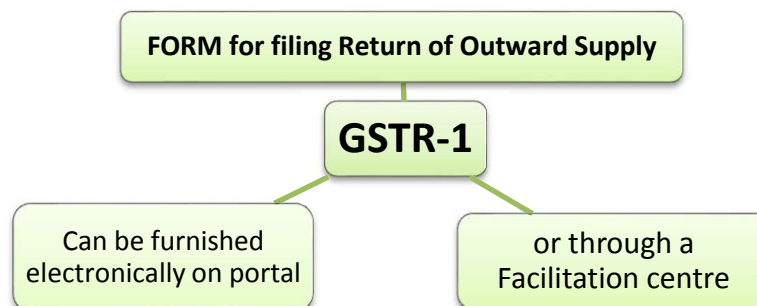 FORM for filing Return of Outward Supply
GSTR-1
Can be furnished
electronically on portal
or through a
Facilitation centre